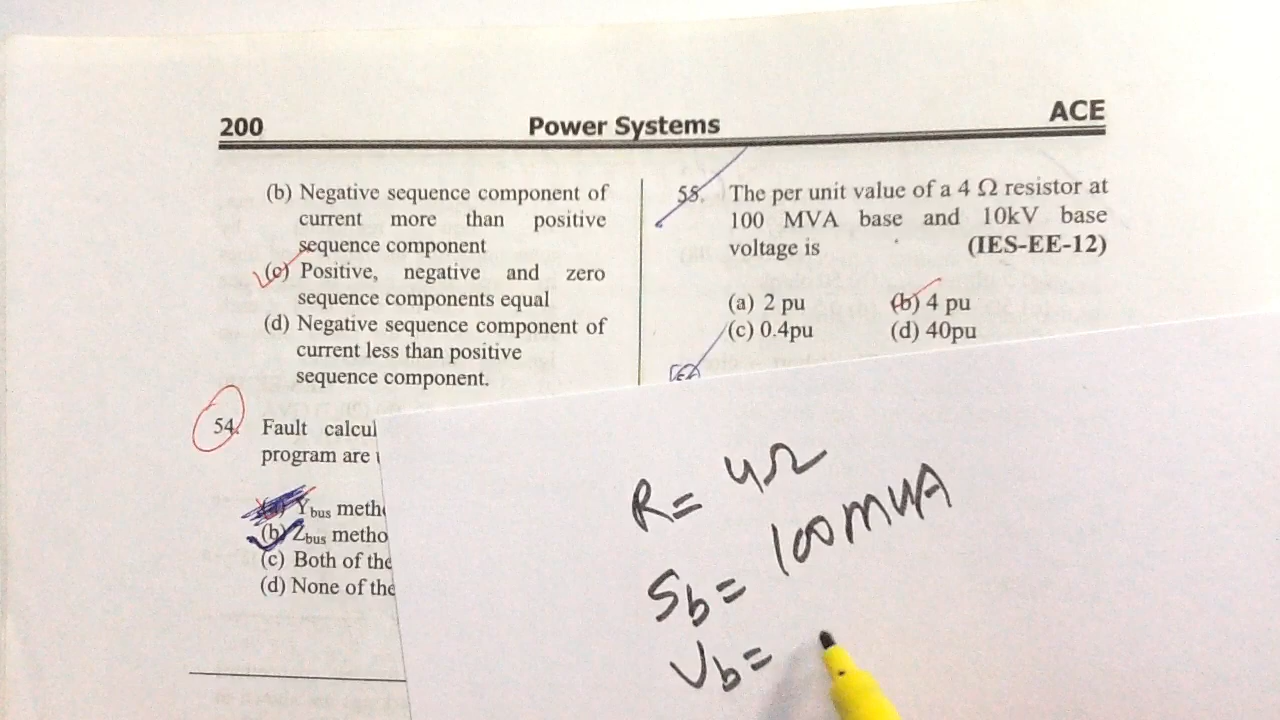 200 Power Systems ACE
(b) Negative sequence component of
current more than positive
sequence component
(c) Positive, negative and zero
sequence components equal
(d) Negative sequence component of
current less than positive
sequence component.
54. Fault calcul
program are
(a) Ybus meth
(b) Zbus metho
(c) Both of the
(d) None of the
55. The per unit value of a 4 Ω resistor at
100 MVA base and 10kV base
voltage is (IES-EE-12)
(a) 2 pu (b) 4 pu
(c) 0.4pu (d) 40pu
R= 4Ω
Sb= 100MVA
Vb=